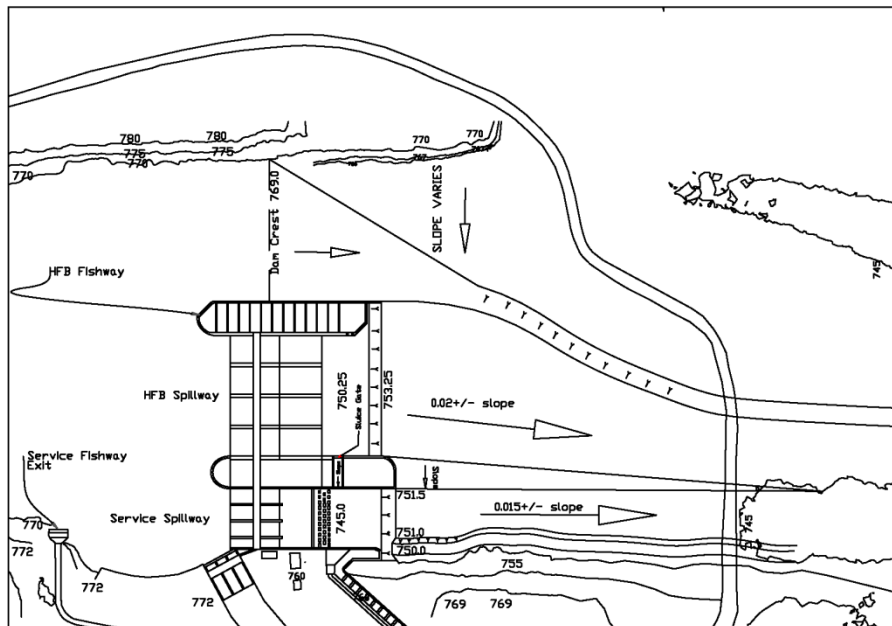 780
780
775
775
770
770
770
770
Dam Crest 769.0
SLOPE VARIES
745
HFB Fishway
HFB Spillway
750.25
Sluice Gate
753.25
0.02+/- slope
Service Fishway
Exit
Slope
751.5
Service Spillway
745.0
0.015+/- slope
745
770
772
751.0
750.0
755
760
772
772
769
769